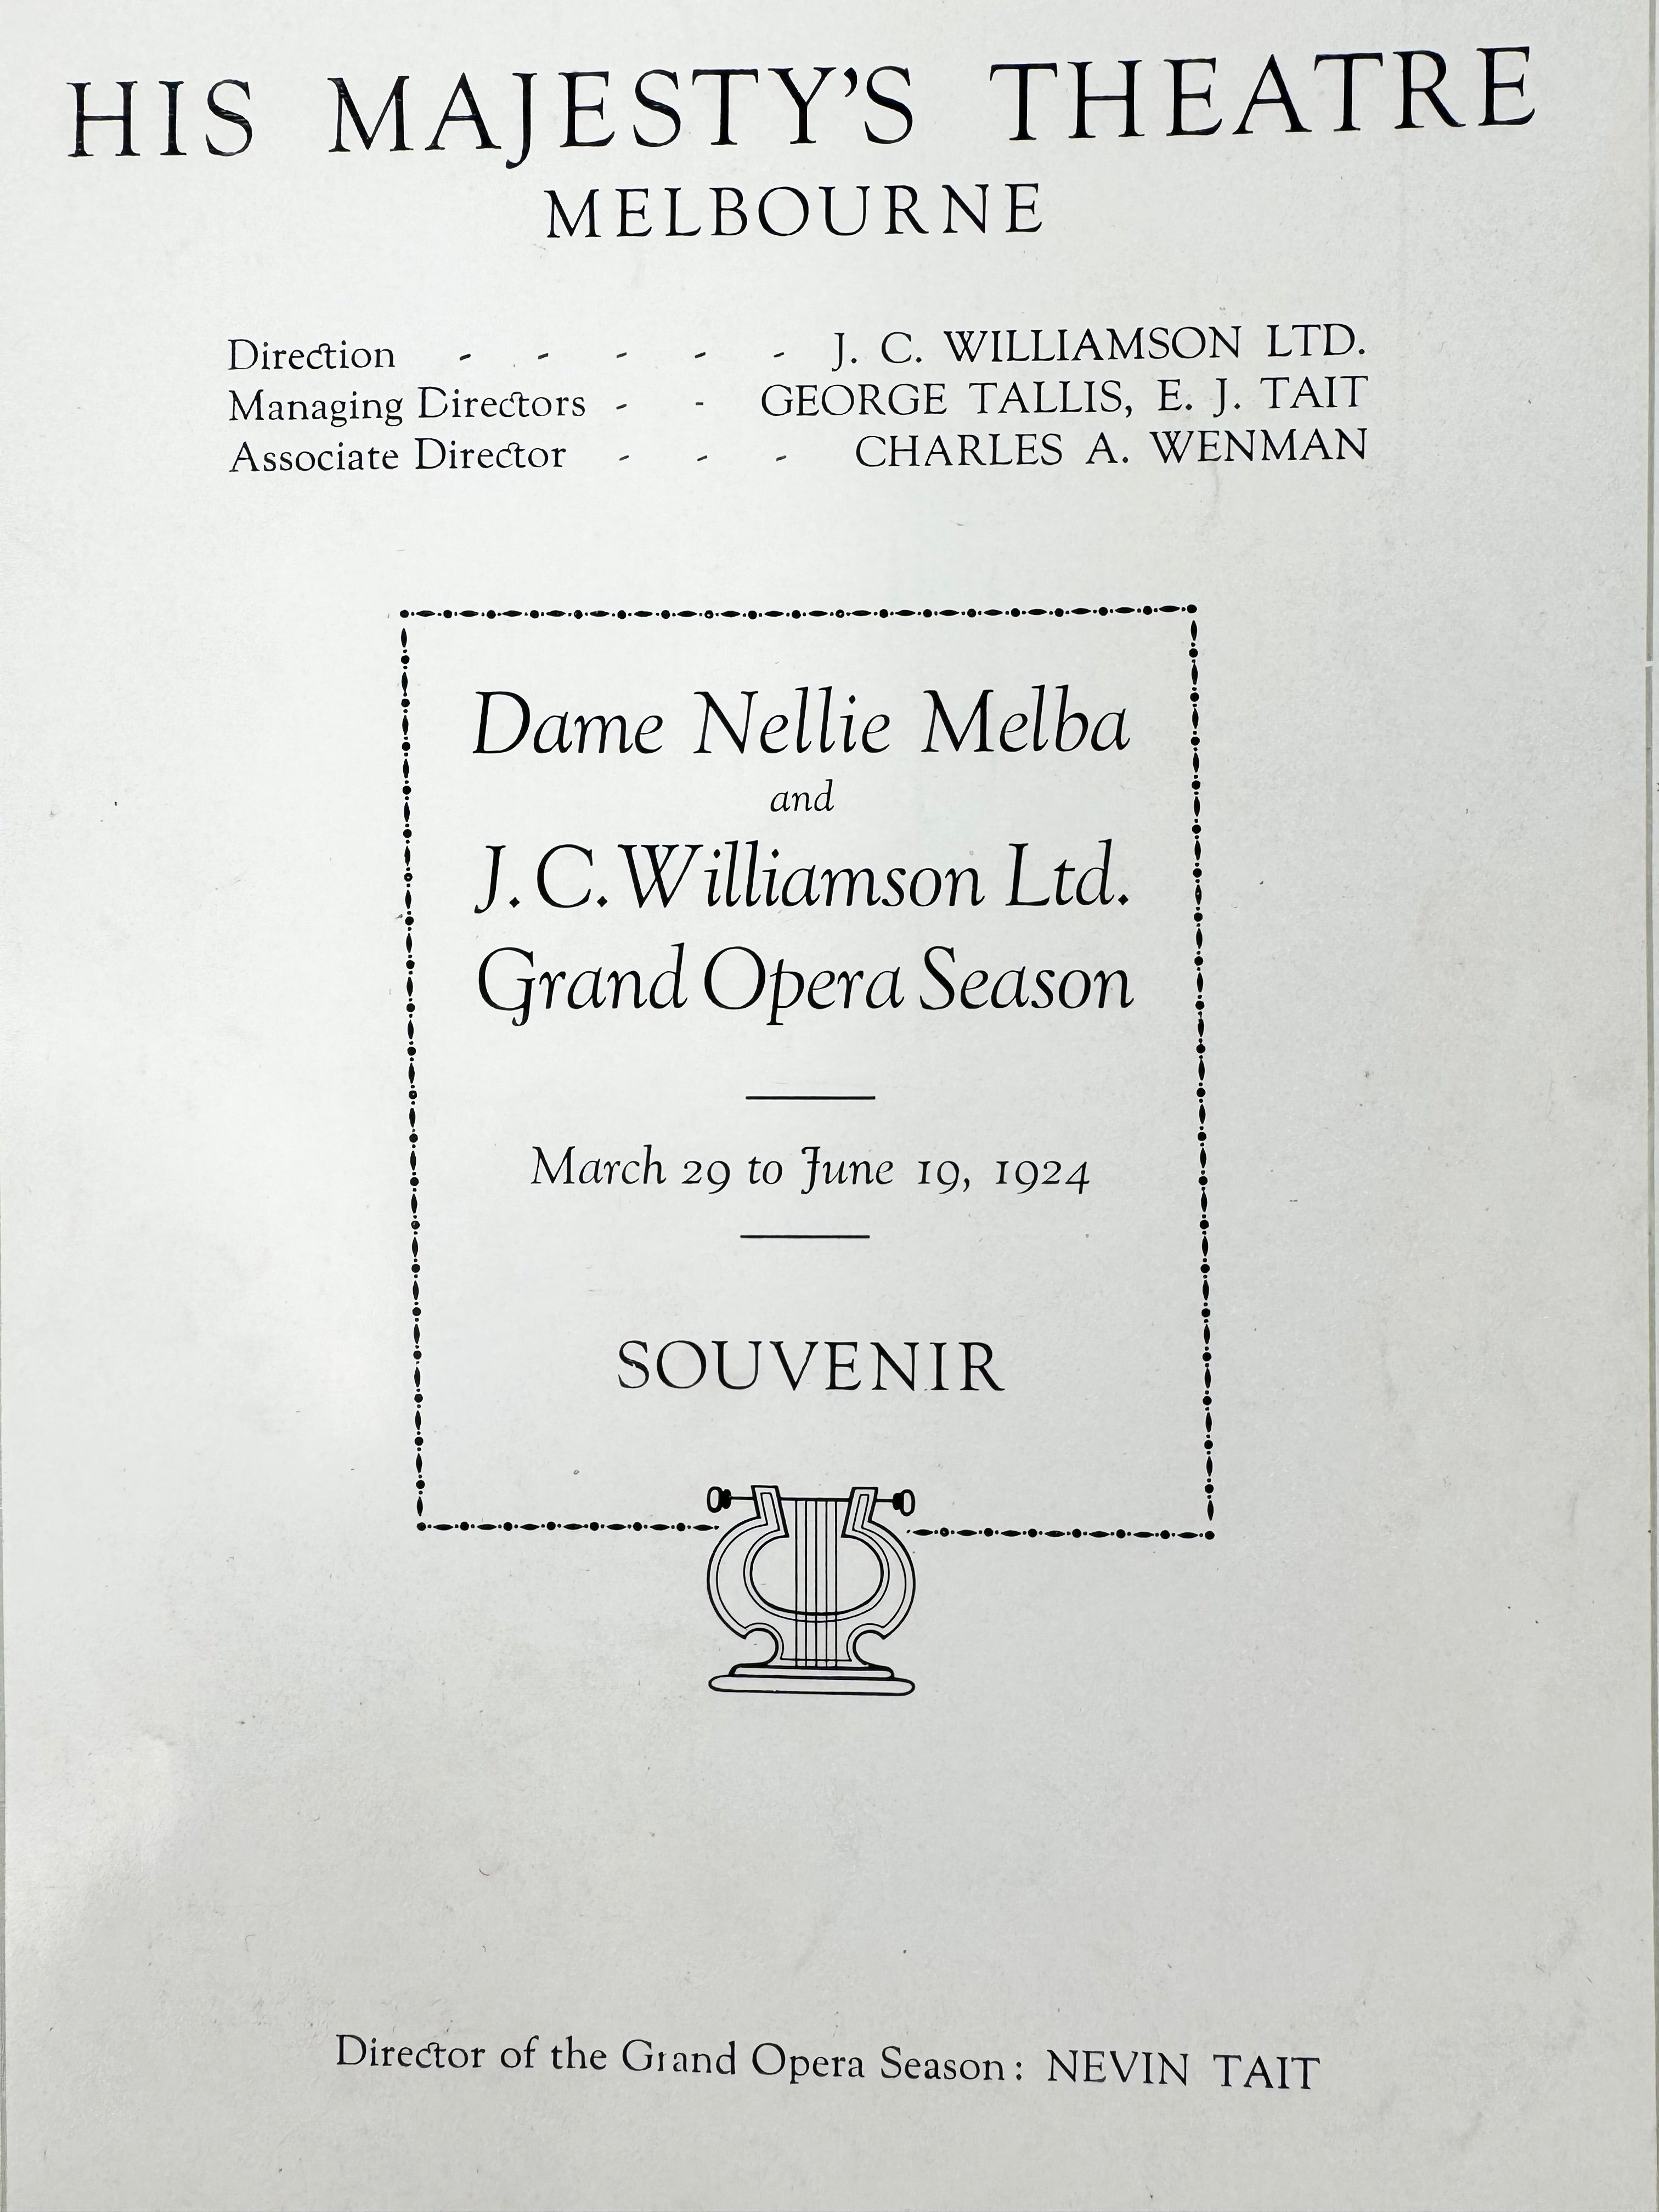 HIS MAJESTY'S THEATRE
MELBOURNE
Direction - - - - - J. C. WILLIAMSON LTD.
Managing Directors - - GEORGE TALLIS, E. J. TAIT
Associate Director - - - CHARLES A. WENMAN
Dame Nellie Melba
and
J. C. Williamson Ltd.
Grand Opera Season
March 29 to June 19, 1924
SOUVENIR
Director of the Grand Opera Season: NEVIN TAIT